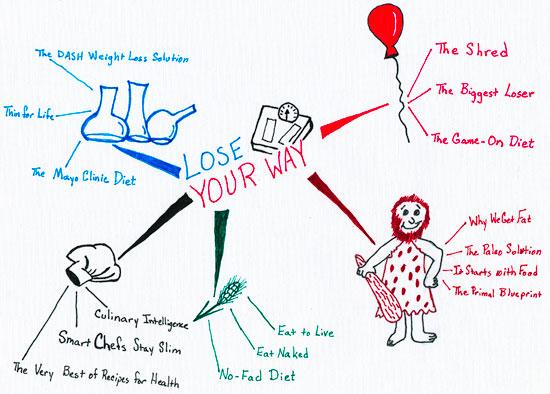 The DASH Weight Loss Solution
Thin for Life
The Mayo Clinic Diet
LOSE
YOUR WAY
The Shred
The Biggest Loser
The Game-On Diet
Why We Get Fat
The Paleo Solution
It Starts with Food
The Primal Blueprint
Culinary Intelligence
Smart Chefs Stay Slim
The Very Best of Recipes for Health
Eat to Live
Eat Naked
No-Fad Diet